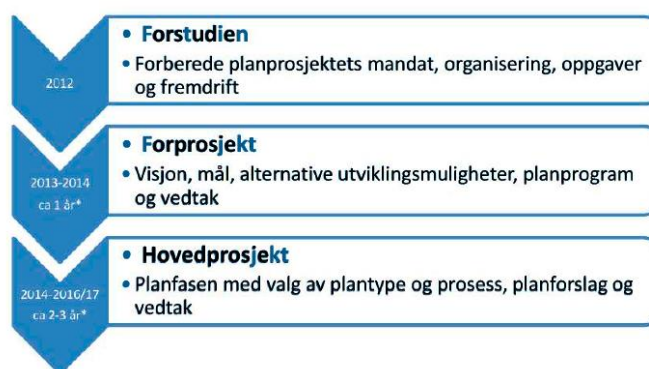 2012
• Forstudien
• Forberede planprosjektets mandat, organisering, oppgaver
og fremdrift
2013-2014
ca 1 år*
• Forprosjekt
• Visjon, mål, alternative utviklingsmuligheter, planprogram
og vedtak
2014-2016/17
ca 2-3 år*
• Hovedprosjekt
• Planfasen med valg av plantype og prosess, planforslag og
vedtak